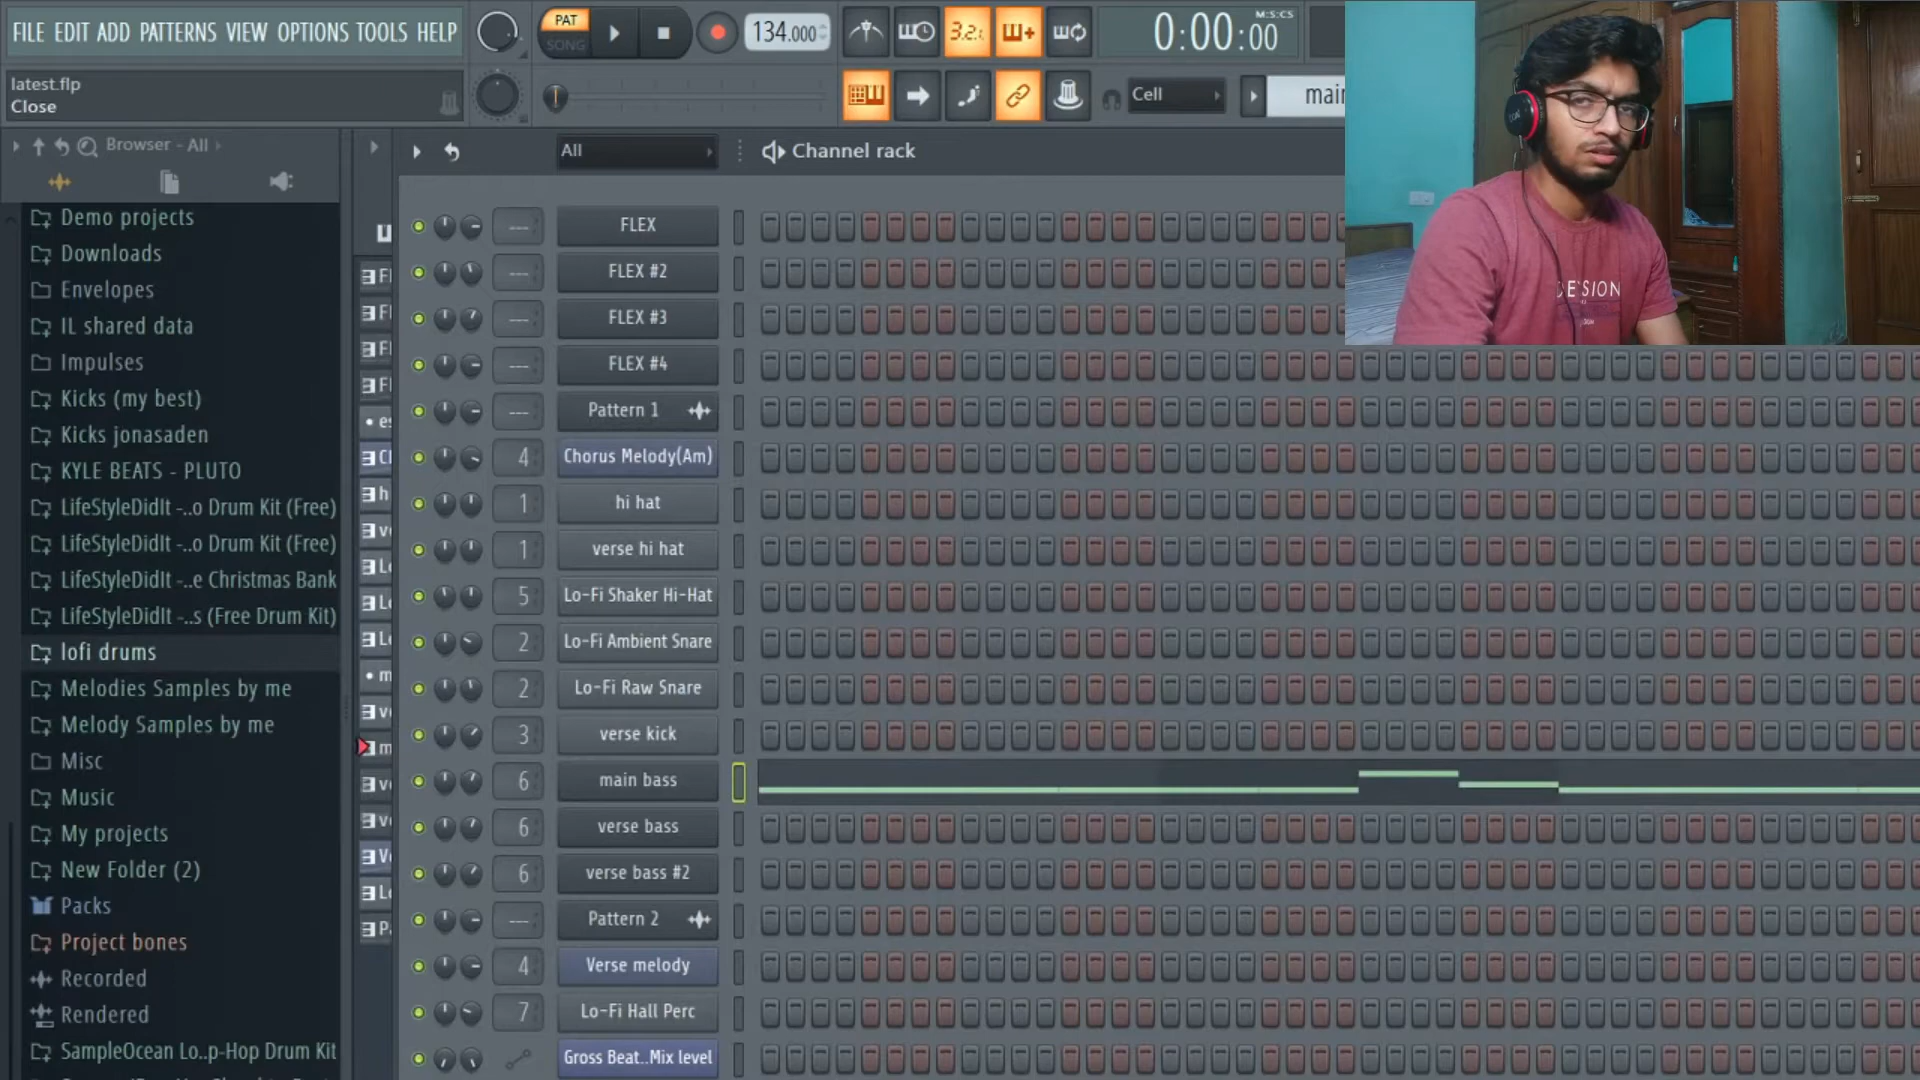 FILE EDIT ADD PATTERNS VIEW OPTIONS TOOLS HELP
PAT
SONG
134.000
3.2.
M:S:CS
0:00:00
latest.flp
Close
Cell
Browser - All
All
Channel rack
Demo projects
Downloads
Envelopes
IL shared data
Impulses
Kicks (my best)
Kicks jonasaden
KYLE BEATS - PLUTO
LifeStyleDidIt -..o Drum Kit (Free)
LifeStyleDidIt -..o Drum Kit (Free)
LifeStyleDidIt -..e Christmas Bank
LifeStyleDidIt -..s (Free Drum Kit)
lofi drums
Melodies Samples by me
Melody Samples by me
Misc
Music
My projects
New Folder (2)
Packs
Project bones
Recorded
Rendered
SampleOcean Lo..p-Hop Drum Kit
--- FLEX
--- FLEX #2
--- FLEX #3
--- FLEX #4
--- Pattern 1
4 Chorus Melody(Am)
1 hi hat
1 verse hi hat
5 Lo-Fi Shaker Hi-Hat
2 Lo-Fi Ambient Snare
2 Lo-Fi Raw Snare
3 verse kick
6 main bass
6 verse bass
6 verse bass #2
--- Pattern 2
4 Verse melody
7 Lo-Fi Hall Perc
Gross Beat..Mix level